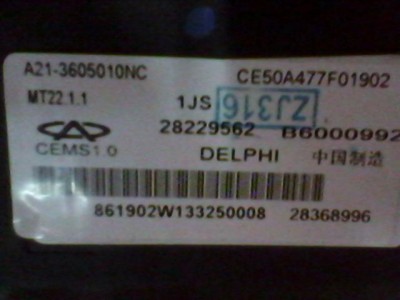 A21-3605010NC CE50A477F01902
MT22.1.1
1JS ZJ316
28229562 B6000992
CEMS1.0 DELPHI 中国制造
861902W133250008 28368996